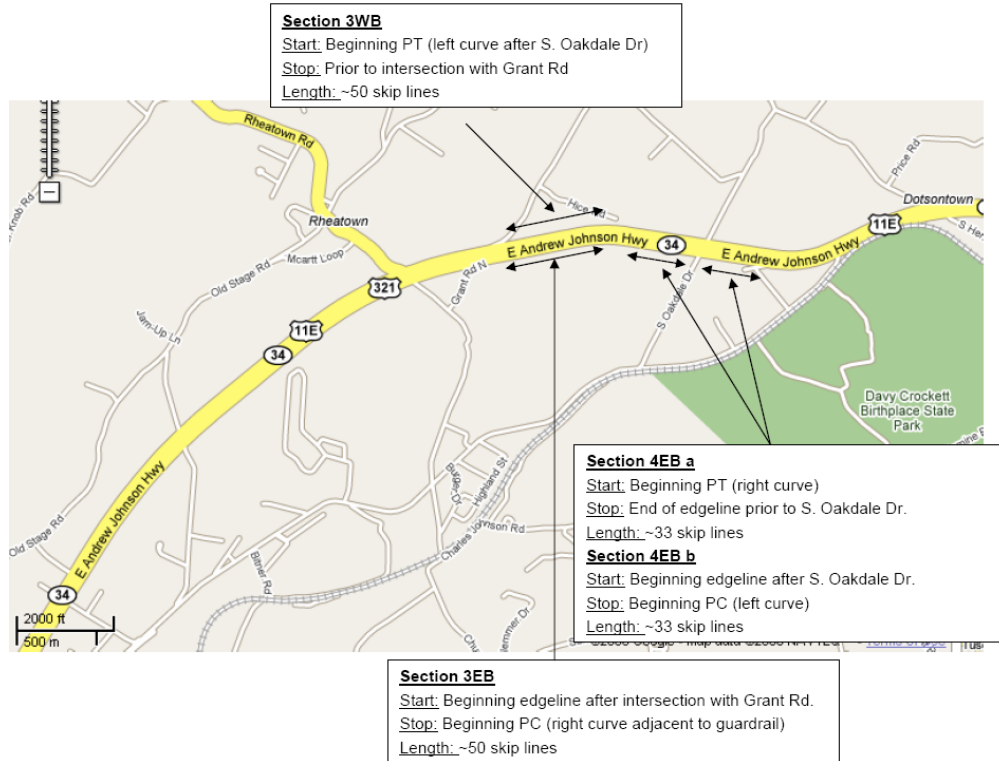 Section 3WB
Start: Beginning PT (left curve after S. Oakdale Dr)
Stop: Prior to intersection with Grant Rd
Length: ~50 skip lines
Rheatown Rd
Price Rd
Knob Rd
Hice Rd
Dotsontown
Rheatown
11E
S Her
E Andrew Johnson Hwy
34
E Andrew Johnson Hwy
Mcartt Loop
Old Stage Rd
Grant Rd N
321
S Oakdale Dr
Jam-Up Ln
11E
34
Davy Crockett
Birthplace State
Park
E Andrew Johnson Hwy
Burger Dr
Highland St
Charles Johnson Rd
Old Stage Rd
Bitner Rd
34
2000 ft
500 m
Section 4EB a
Start: Beginning PT (right curve)
Stop: End of edgeline prior to S. Oakdale Dr.
Length: ~33 skip lines
Section 4EB b
Start: Beginning edgeline after S. Oakdale Dr.
Stop: Beginning PC (left curve)
Length: ~33 skip lines
Section 3EB
Start: Beginning edgeline after intersection with Grant Rd.
Stop: Beginning PC (right curve adjacent to guardrail)
Length: ~50 skip lines